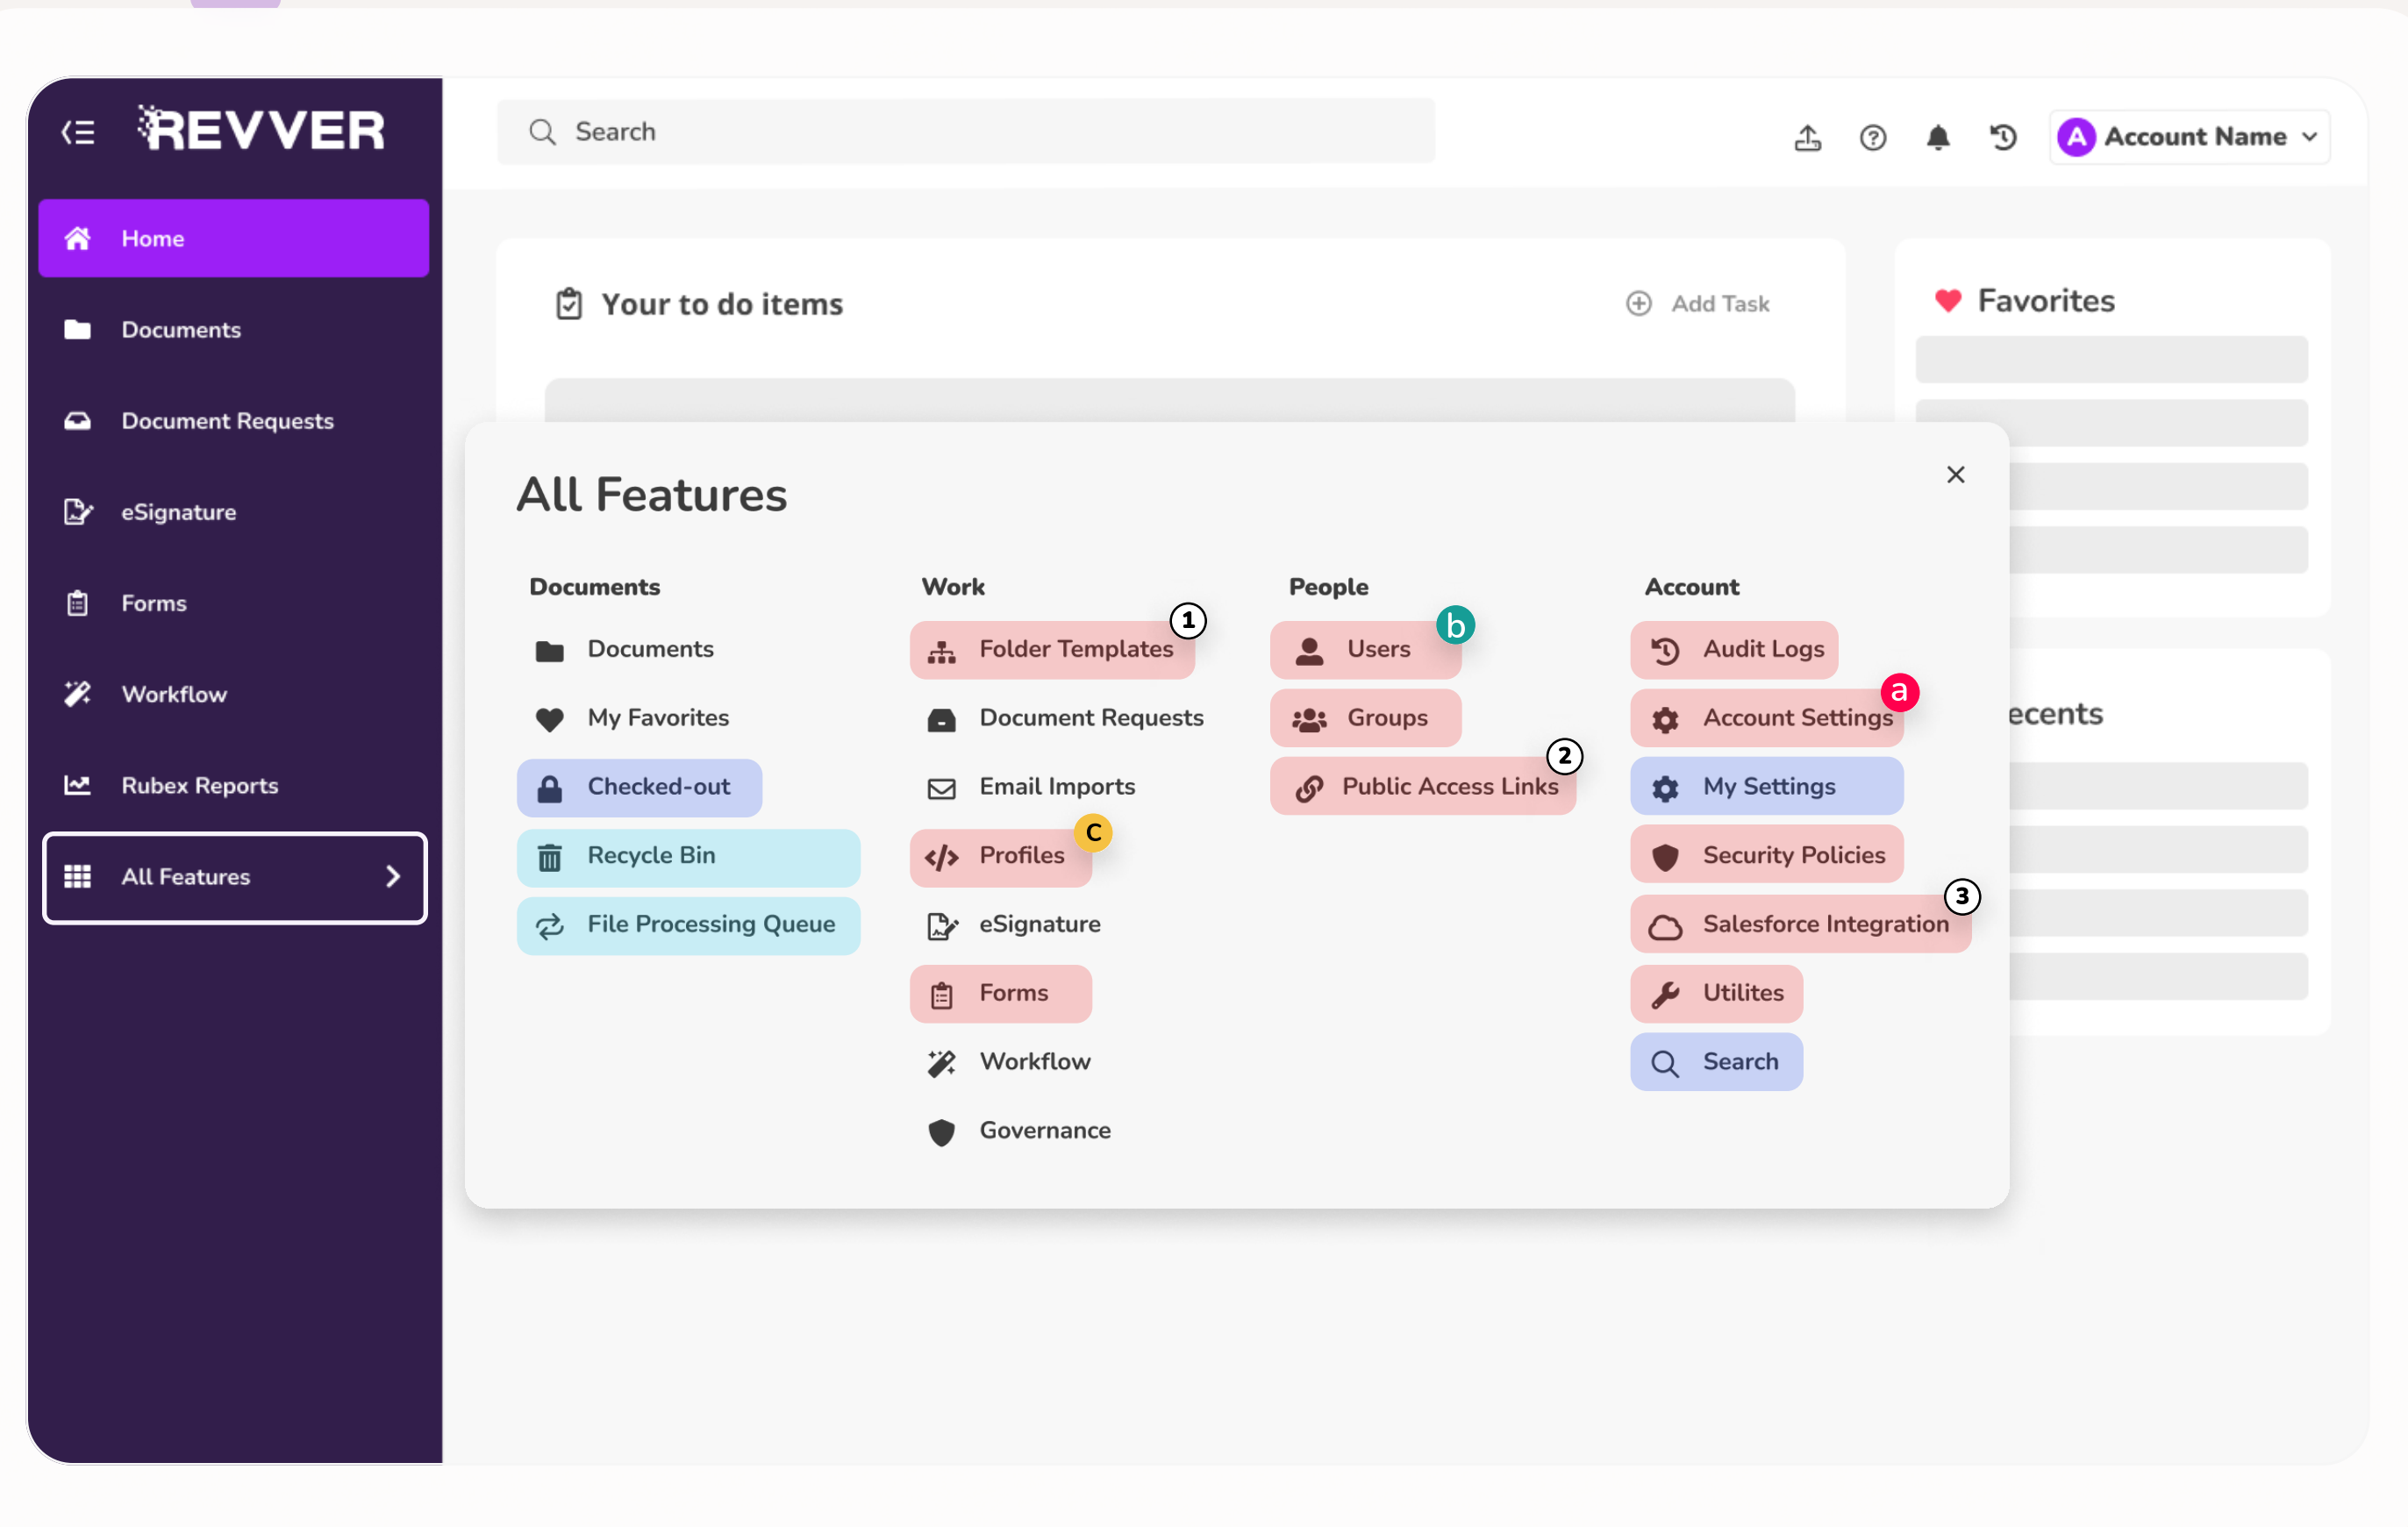 REVVER
Search
A Account Name
Home
Documents
Document Requests
eSignature
Forms
Workflow
Rubex Reports
All Features
Your to do items
Add Task
Favorites
ecents
All Features
Documents
Documents
My Favorites
Checked-out
Recycle Bin
File Processing Queue
Work
Folder Templates 1
Document Requests
Email Imports
Profiles C
eSignature
Forms
Workflow
Governance
People
Users b
Groups
Public Access Links 2
Account
Audit Logs
Account Settings a
My Settings
Security Policies
Salesforce Integration 3
Utilites
Search